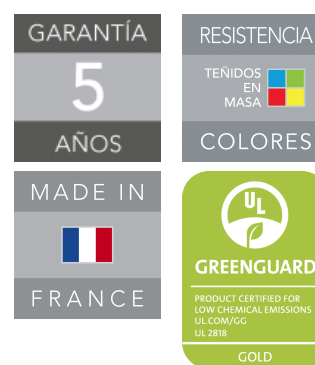 GARANTÍA
5
AÑOS
RESISTENCIA
TEÑIDOS
EN
MASA
COLORES
MADE IN
FRANCE
UL
GREENGUARD
PRODUCT CERTIFIED FOR
LOW CHEMICAL EMISSIONS
UL.COM/GG
UL 2818
GOLD